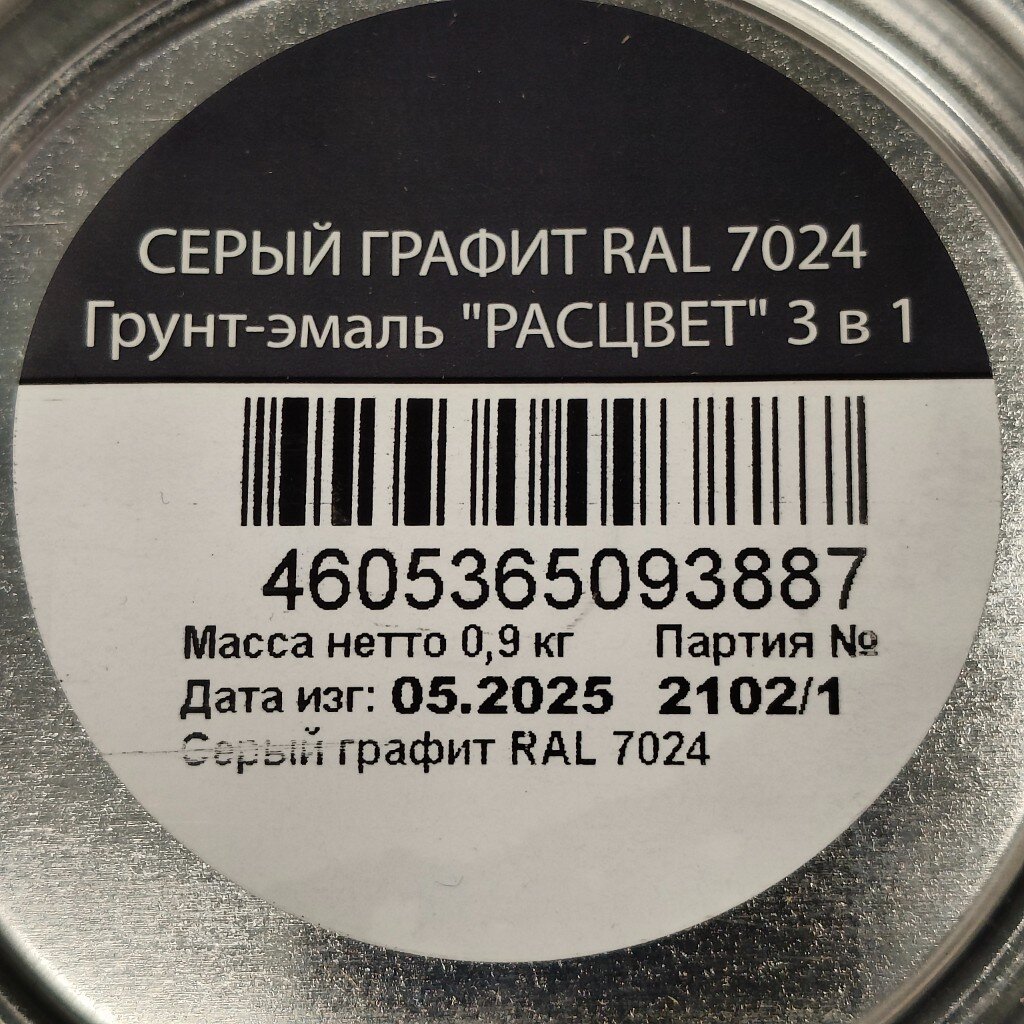 СЕРЫЙ ГРАФИТ RAL 7024
Грунт-эмаль "РАСЦВЕТ" 3 в 1
4605365093887
Масса нетто 0,9 кг Партия №
Дата изг: 05.2025 2102/1
Серый графит RAL 7024